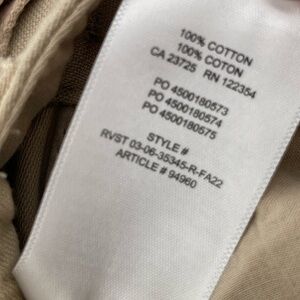 100% COTTON
100% COTON
CA 23725 RN 122354
PO 4500180573
PO 4500180574
PO 4500180575
STYLE #
RVST 03-06-35345-R-FA22
ARTICLE # 94960